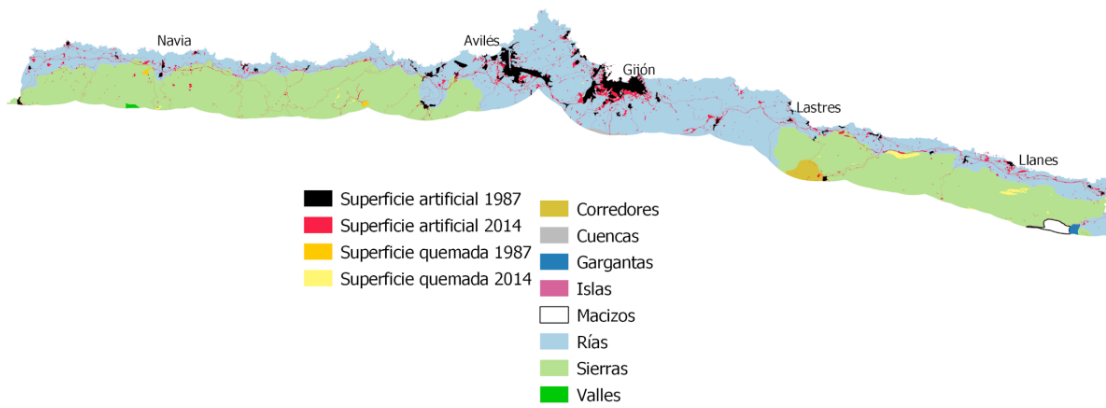 Navia
Avilés
Gijón
Lastres
Llanes
Superficie artificial 1987
Superficie artificial 2014
Superficie quemada 1987
Superficie quemada 2014
Corredores
Cuencas
Gargantas
Islas
Macizos
Rías
Sierras
Valles